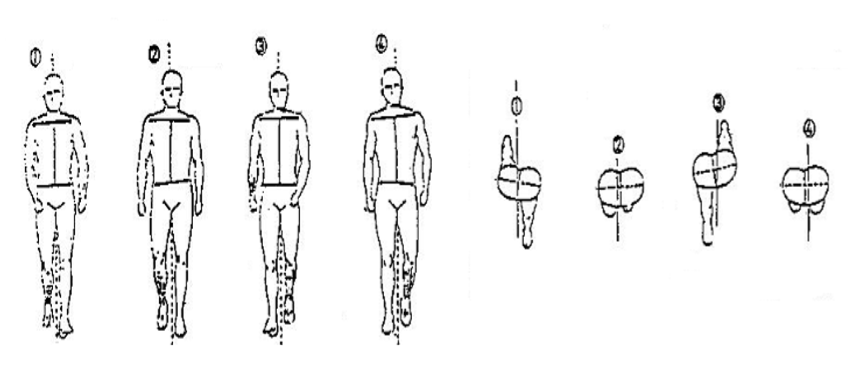 ① ② ③ ④
① ② ③ ④